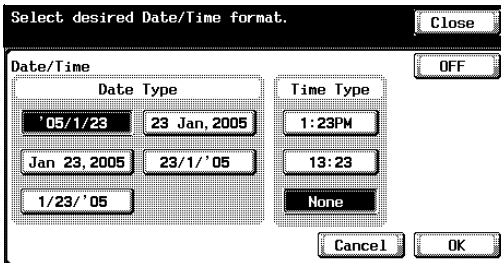 Select desired Date/Time format.
Close
Date/Time
OFF
Date Type
Time Type
'05/1/23
23 Jan,2005
1:23PM
Jan 23,2005
23/1/'05
13:23
1/23/'05
None
Cancel
OK